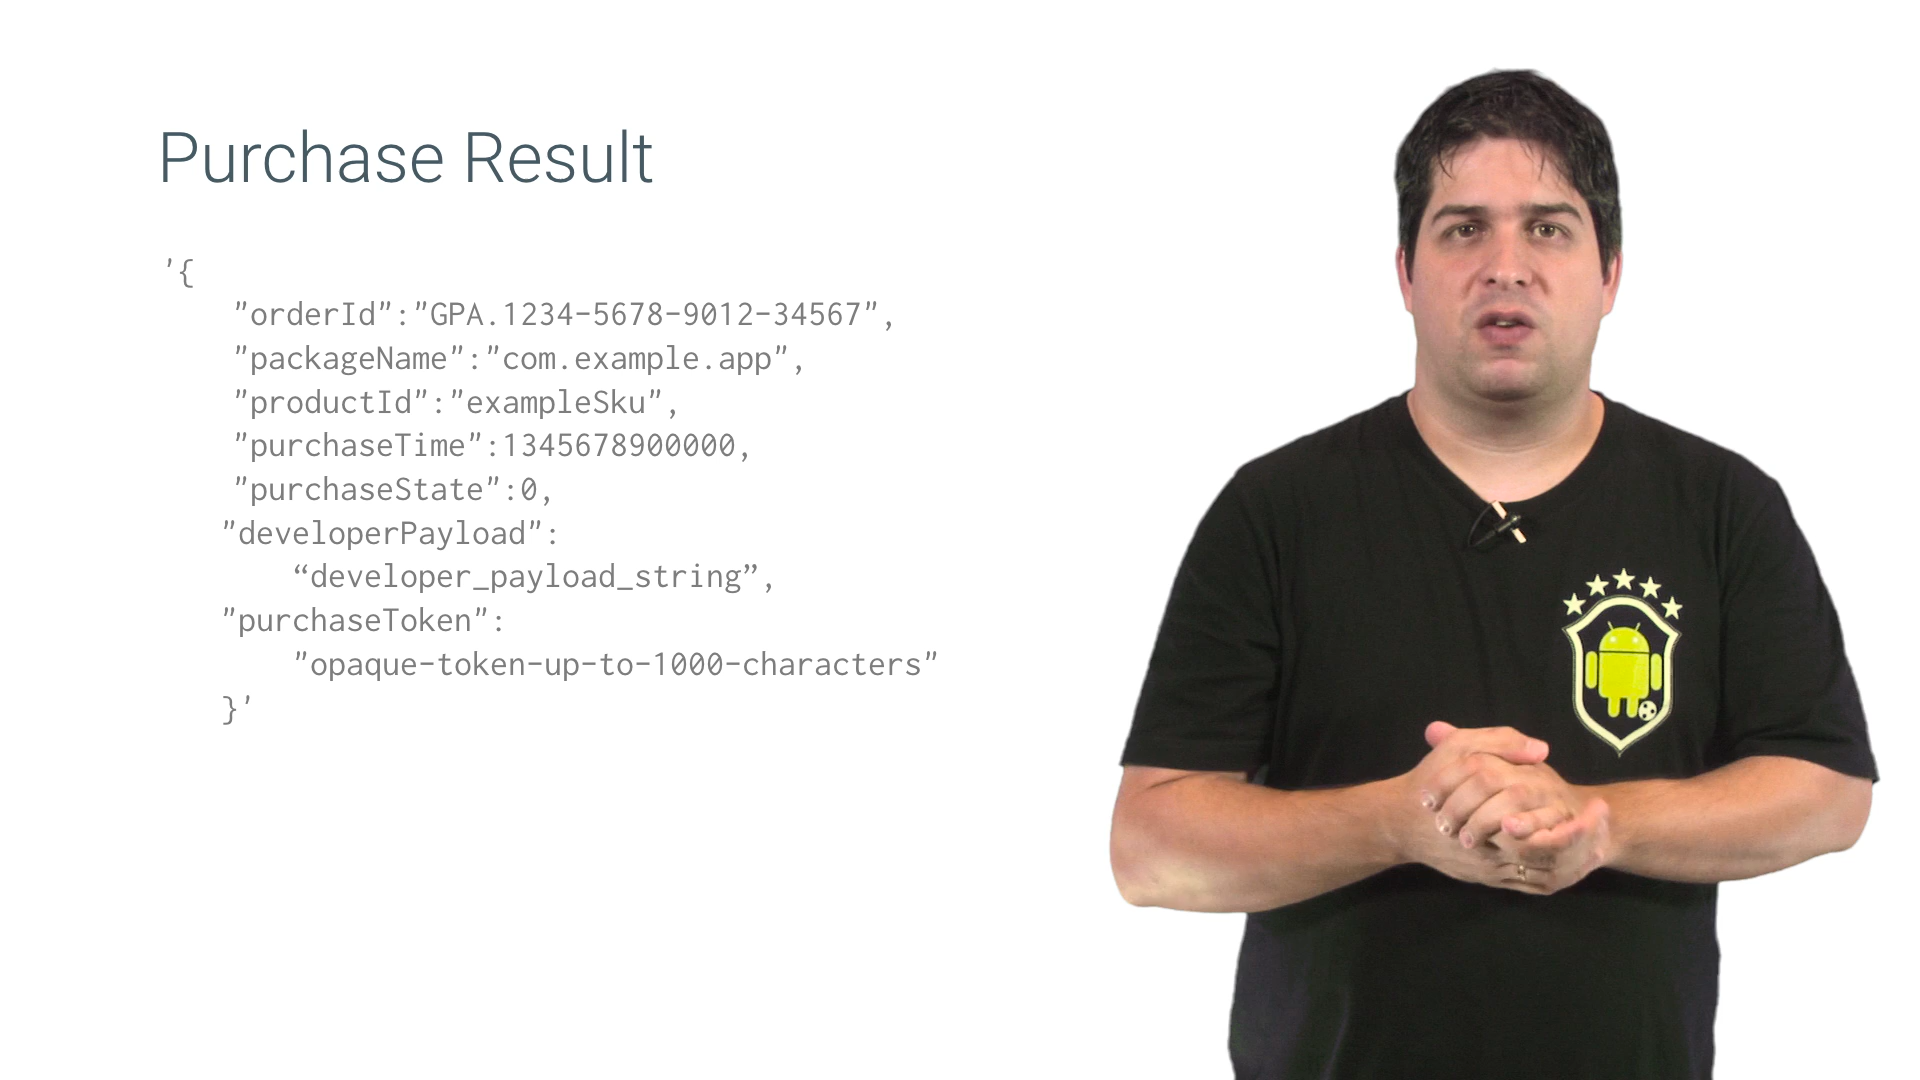 Purchase Result
'{
"orderId":"GPA.1234-5678-9012-34567",
"packageName":"com.example.app",
"productId":"exampleSku",
"purchaseTime":1345678900000,
"purchaseState":0,
"developerPayload":
“developer_payload_string”,
"purchaseToken":
"opaque-token-up-to-1000-characters"
}'